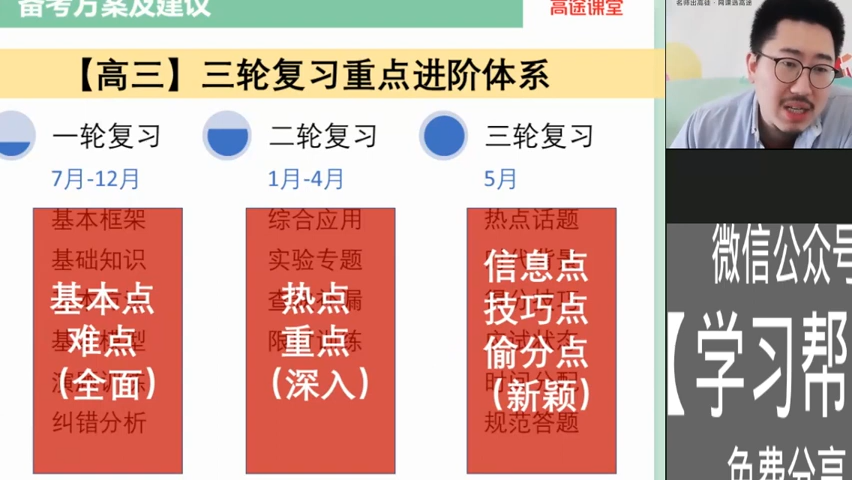 备考方案及建议
高途课堂
名师出高徒·网课选高途
【高三】三轮复习重点进阶体系
一轮复习
二轮复习
三轮复习
7月-12月
1月-4月
5月
基本框架
基础知识
基本点
难点
(全面)
纠错分析
综合应用
实验专题
热点
重点
(深入)
热点话题
信息点
技巧点
偷分点
(新颖)
规范答题
微信公众号
【学习帮
免费分享